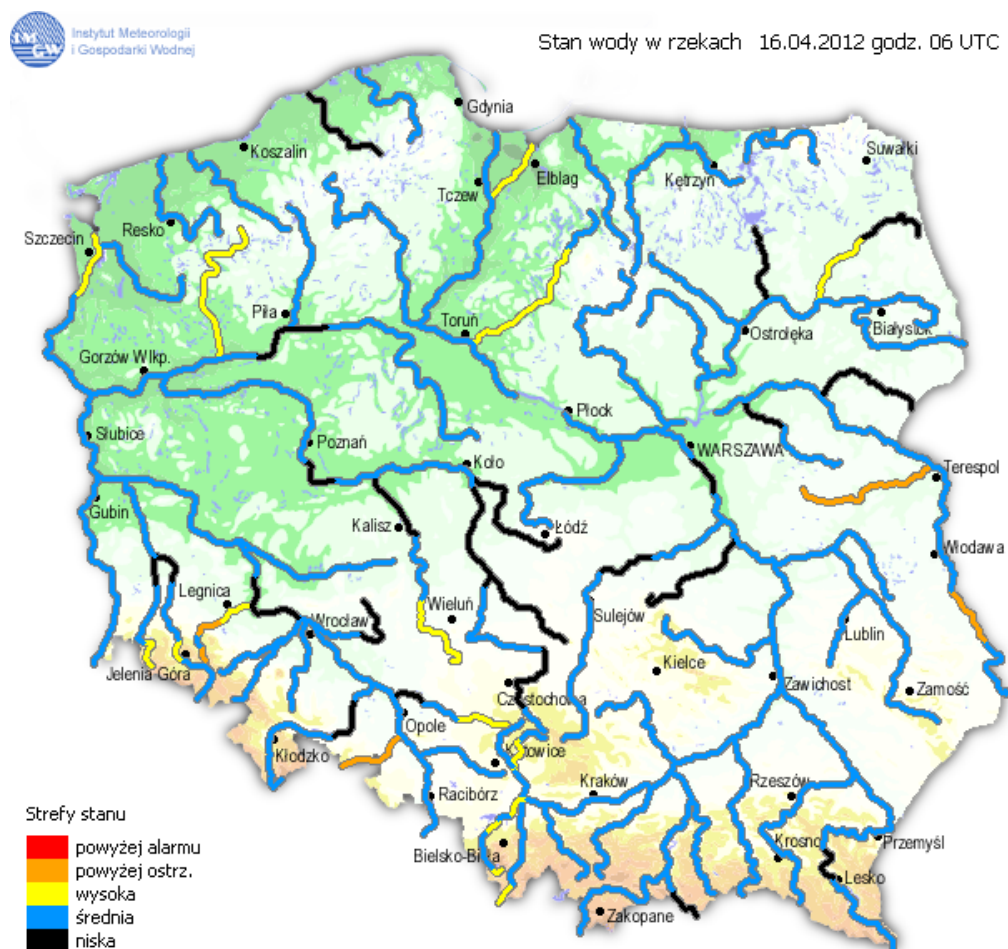 IMGW
Instytut Meteorologii
i Gospodarki Wodnej
Stan wody w rzekach 16.04.2012 godz. 06 UTC
Gdynia
Koszalin
Suwałki
Elbląg
Kętrzyn
Tczew
Resko
Szczecin
Piła
Toruń
Białystok
Ostrołęka
Gorzów Wlkp.
Płock
Słubice
Poznań
WARSZAWA
Koło
Terespol
Gubin
Kalisz
Łódź
Włodawa
Legnica
Wieluń
Sulejów
Wrocław
Lublin
Jelenia Góra
Kielce
Zawichost
Zamość
Częstochowa
Opole
Kłodzko
Katowice
Racibórz
Kraków
Rzeszów
Strefy stanu
powyżej alarmu
powyżej ostrz.
wysoka
średnia
niska
Bielsko-Biała
Krosno
Przemyśl
Lesko
Zakopane